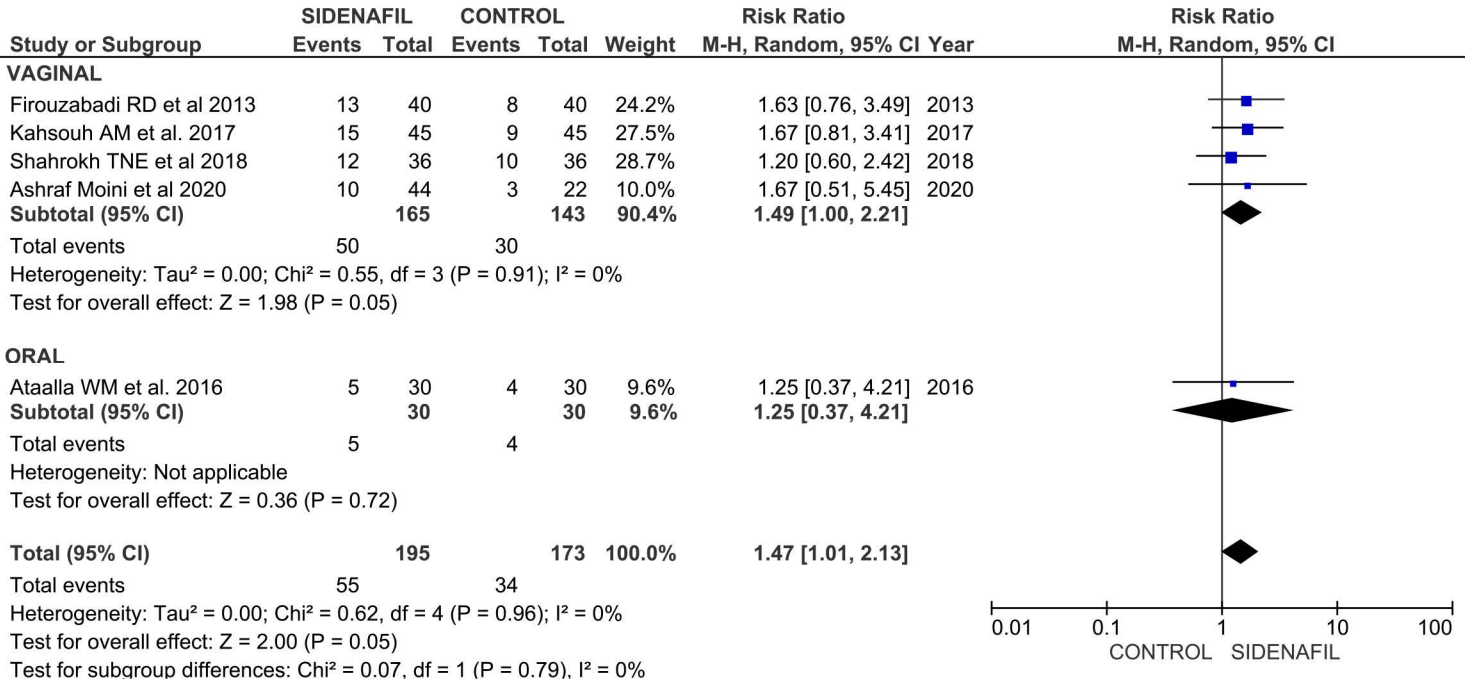 SIDENAFIL CONTROL Risk Ratio Risk Ratio
Study or Subgroup Events Total Events Total Weight M-H, Random, 95% CI Year M-H, Random, 95% CI
VAGINAL
Firouzabadi RD et al 2013 13 40 8 40 24.2% 1.63 [0.76, 3.49] 2013
Kahsouh AM et al. 2017 15 45 9 45 27.5% 1.67 [0.81, 3.41] 2017
Shahrokh TNE et al 2018 12 36 10 36 28.7% 1.20 [0.60, 2.42] 2018
Ashraf Moini et al 2020 10 44 3 22 10.0% 1.67 [0.51, 5.45] 2020
Subtotal (95% CI) 165 143 90.4% 1.49 [1.00, 2.21]
Total events 50 30
Heterogeneity: Tau² = 0.00; Chi² = 0.55, df = 3 (P = 0.91); I² = 0%
Test for overall effect: Z = 1.98 (P = 0.05)
ORAL
Ataalla WM et al. 2016 5 30 4 30 9.6% 1.25 [0.37, 4.21] 2016
Subtotal (95% CI) 30 30 9.6% 1.25 [0.37, 4.21]
Total events 5 4
Heterogeneity: Not applicable
Test for overall effect: Z = 0.36 (P = 0.72)
Total (95% CI) 195 173 100.0% 1.47 [1.01, 2.13]
Total events 55 34
Heterogeneity: Tau² = 0.00; Chi² = 0.62, df = 4 (P = 0.96); I² = 0%
Test for overall effect: Z = 2.00 (P = 0.05)
Test for subgroup differences: Chi² = 0.07, df = 1 (P = 0.79), I² = 0%
0.01 0.1 1 10 100
CONTROL SIDENAFIL